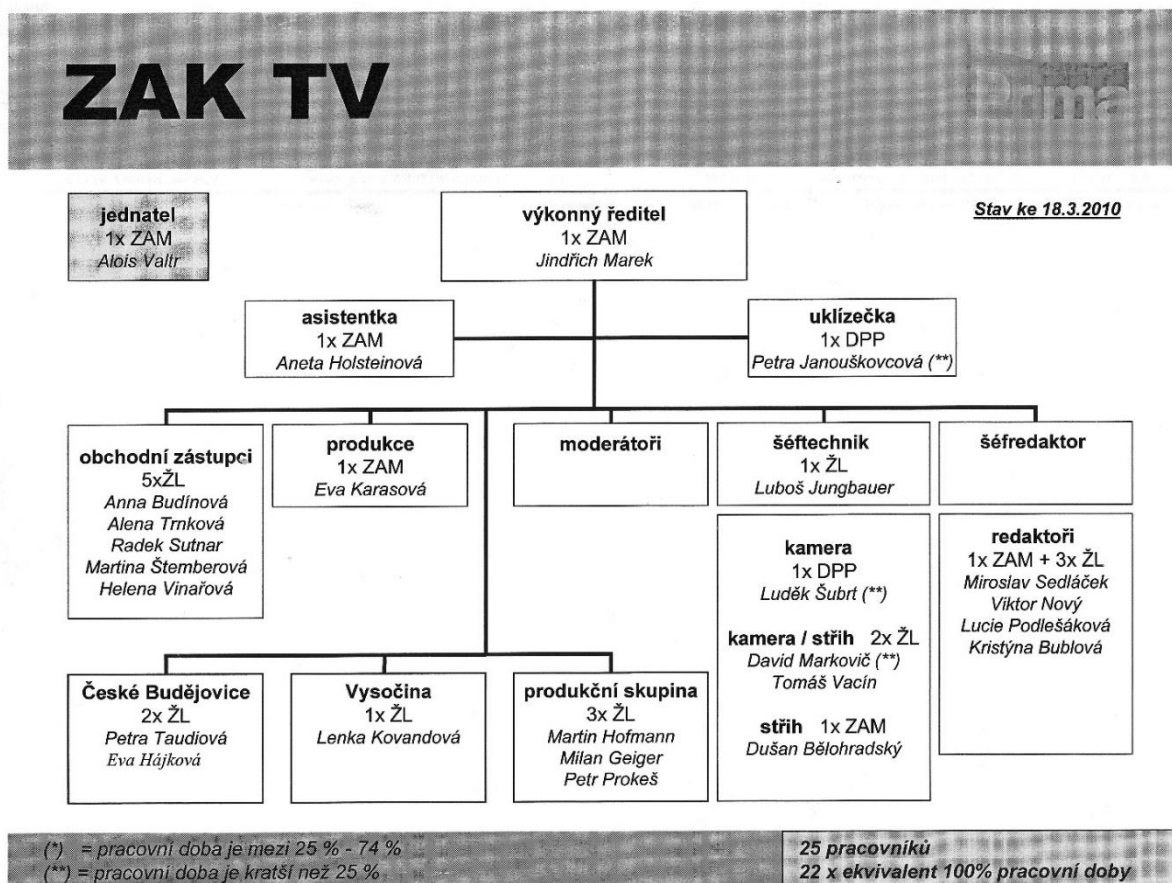 ZAK TV
Prima
jednatel
1x ZAM
Alois Valtr
výkonný ředitel
1x ZAM
Jindřich Marek
Stav ke 18.3.2010
asistentka
1x ZAM
Aneta Holsteinová
uklízečka
1x DPP
Petra Janouškovcová (**)
obchodní zástupci
5xŽL
Anna Budínová
Alena Trnková
Radek Sutnar
Martina Štemberová
Helena Vinařová
produkce
1x ZAM
Eva Karasová
moderátoři
šéftechnik
1x ŽL
Luboš Jungbauer
šéfredaktor
kamera
1x DPP
Luděk Šubrt (**)
kamera / střih 2x ŽL
David Markovič (**)
Tomáš Vacín
střih 1x ZAM
Dušan Bělohradský
redaktoři
1x ZAM + 3x ŽL
Miroslav Sedláček
Viktor Nový
Lucie Podlešáková
Kristýna Bublová
České Budějovice
2x ŽL
Petra Taudiová
Eva Hájková
Vysočina
1x ŽL
Lenka Kovandová
produkční skupina
3x ŽL
Martin Hofmann
Milan Geiger
Petr Prokeš
(*) = pracovní doba je mezi 25 % - 74 %
(**) = pracovní doba je kratší než 25 %
25 pracovníků
22 x ekvivalent 100% pracovní doby